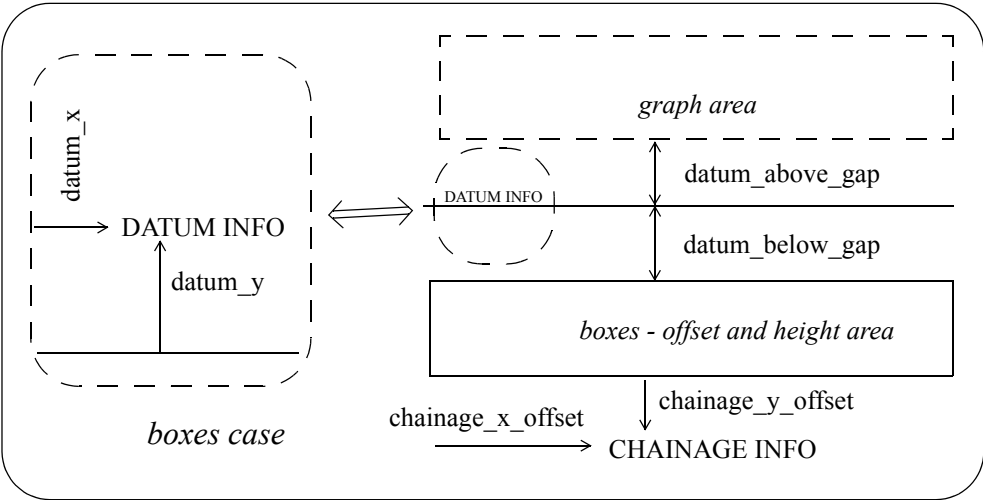 graph area
datum_x
datum_above_gap
DATUM INFO
DATUM INFO
datum_below_gap
datum_y
boxes - offset and height area
chainage_x_offset
chainage_y_offset
boxes case
CHAINAGE INFO